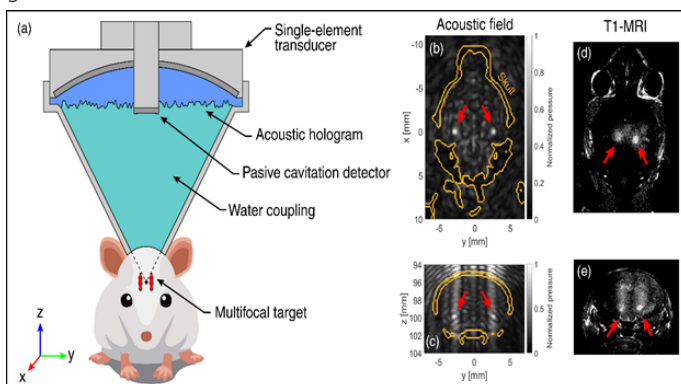 (a)
Single-element
transducer
Acoustic hologram
Pasive cavitation detector
Water coupling
Multifocal target
z
y
x
Acoustic field
T1-MRI
(b)
Skull
-10
-5
0
5
10
x [mm]
-5
0
5
y [mm]
1
0.8
0.6
0.4
0.2
0
Normalized pressure
(d)
(c)
94
96
98
100
102
104
z [mm]
-5
0
5
y [mm]
1
0.5
0
Normalized pressure
(e)